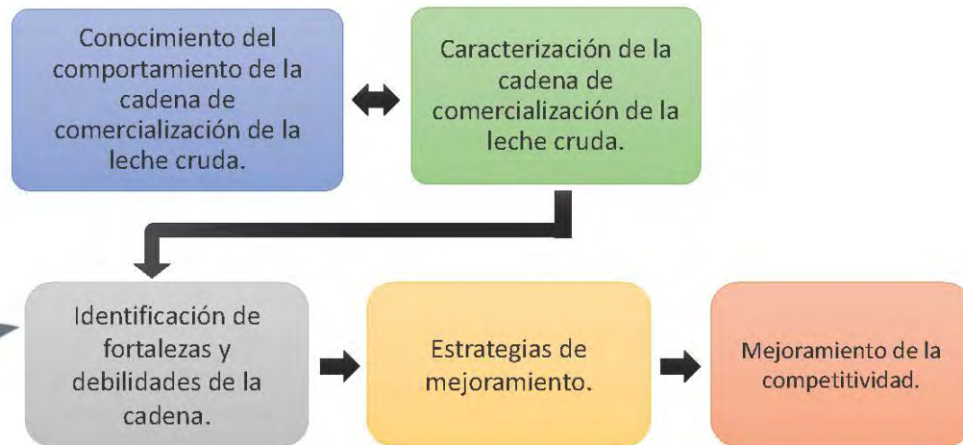 Conocimiento del
comportamiento de la
cadena de
comercialización de la
leche cruda.
Caracterización de la
cadena de
comercialización de la
leche cruda.
Identificación de
fortalezas y
debilidades de la
cadena.
Estrategias de
mejoramiento.
Mejoramiento de la
competitividad.